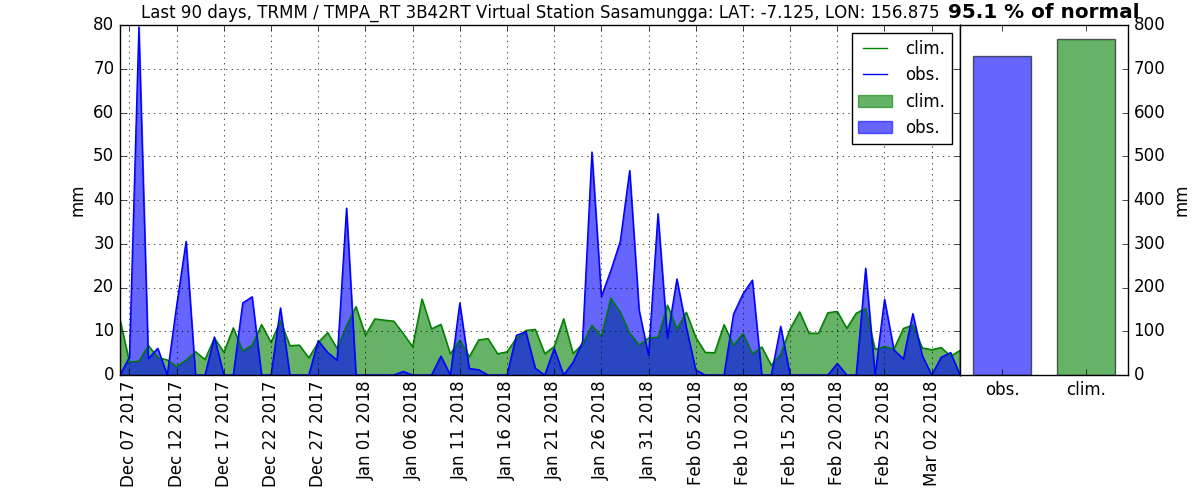 Last 90 days, TRMM / TMPA_RT 3B42RT Virtual Station Sasamungga: LAT: -7.125, LON: 156.875 95.1 % of normal
80
70
60
50
40
30
20
10
0
mm
clim.
obs.
clim.
obs.
800
700
600
500
400
300
200
100
0
mm
Dec 07 2017
Dec 12 2017
Dec 17 2017
Dec 22 2017
Dec 27 2017
Jan 01 2018
Jan 06 2018
Jan 11 2018
Jan 16 2018
Jan 21 2018
Jan 26 2018
Jan 31 2018
Feb 05 2018
Feb 10 2018
Feb 15 2018
Feb 20 2018
Feb 25 2018
Mar 02 2018
obs.
clim.